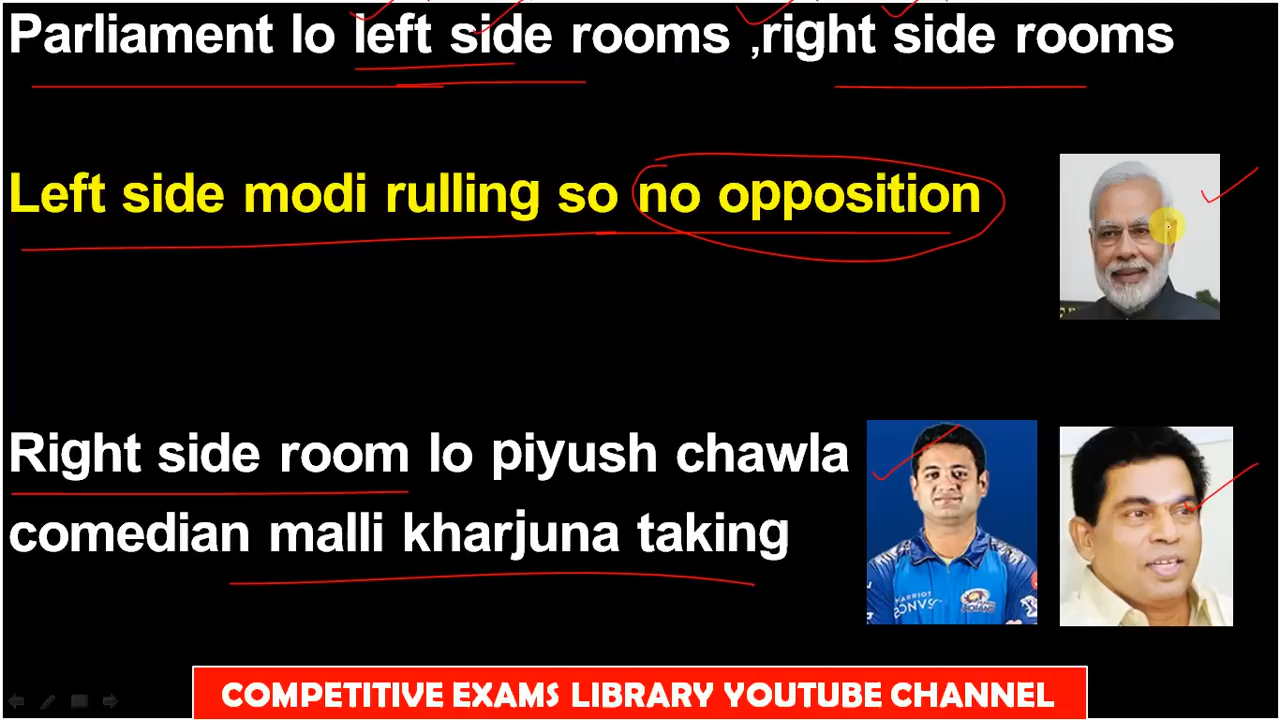 Parliament lo left side rooms ,right side rooms
Left side modi rulling so no opposition
Right side room lo piyush chawla
comedian malli kharjuna taking
COMPETITIVE EXAMS LIBRARY YOUTUBE CHANNEL